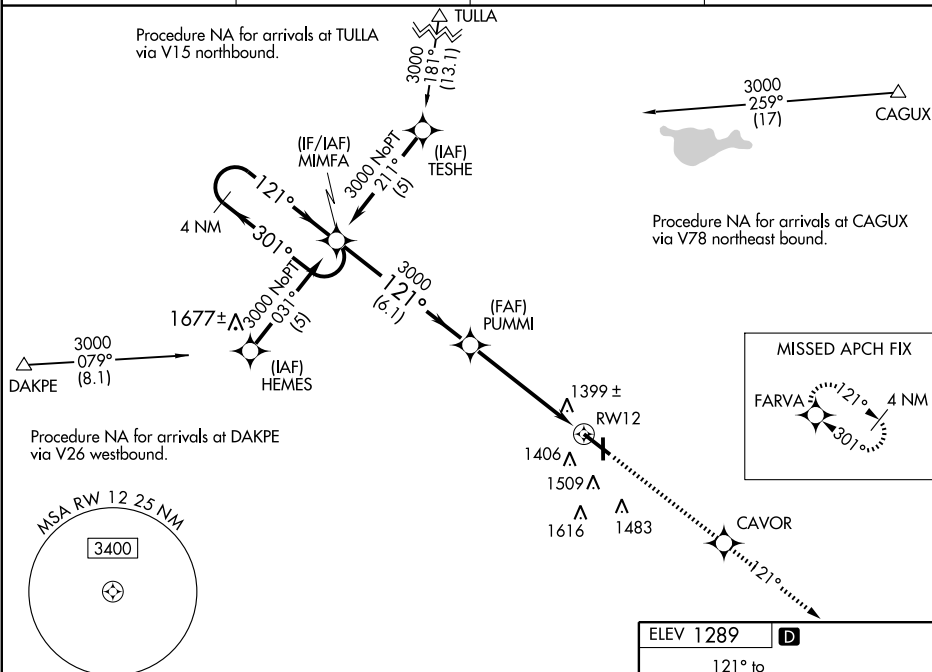 Procedure NA for arrivals at TULLA
via V15 northbound.
TULLA
3000
181°
(13.1)
3000
259°
(17)
CAGUX
(IF/IAF)
MIMFA
(IAF)
TESHE
3000 NoPT
211°
(5)
121°
4 NM
301°
Procedure NA for arrivals at CAGUX
via V78 northeast bound.
3000
121°
(6.1)
(FAF)
PUMMI
1677±
3000 NoPT
031°
(5)
3000
079°
(8.1)
DAKPE
(IAF)
HEMES
MISSED APCH FIX
FARVA
121°
4 NM
301°
1399 ±
RW12
1406
1509
1616
1483
Procedure NA for arrivals at DAKPE
via V26 westbound.
CAVOR
121°
MSA RW 12 25 NM
3400
ELEV 1289
D
121° to